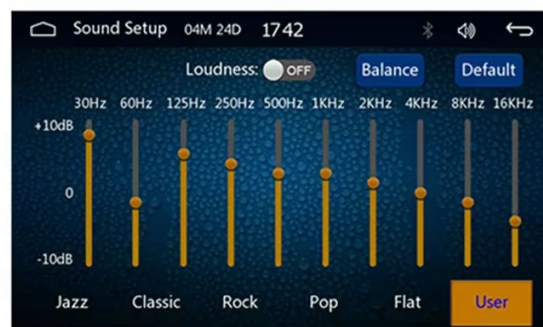 Sound Setup 04M 24D 1742
Loudness: OFF Balance Default
30Hz 60Hz 125Hz 250Hz 500Hz 1KHz 2KHz 4KHz 8KHz 16KHz
+10dB
0
-10dB
Jazz Classic Rock Pop Flat User